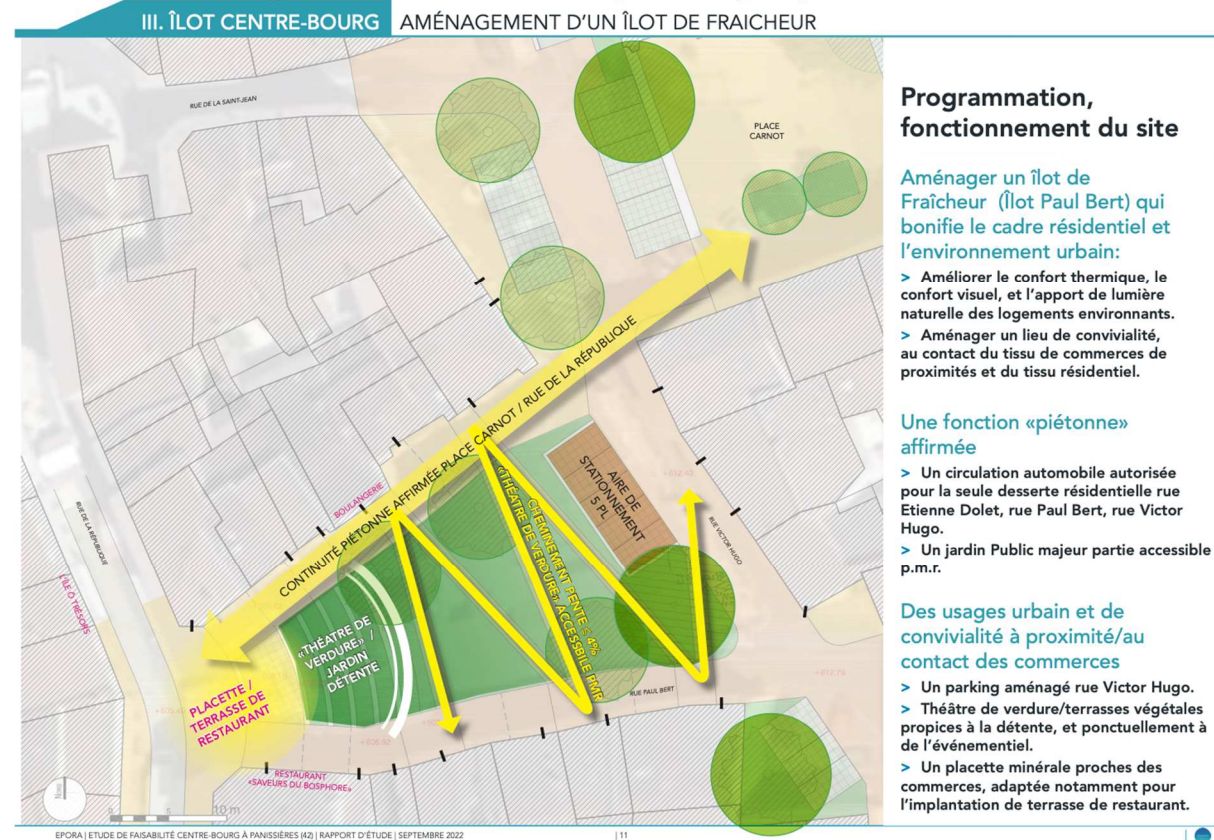 III. ÎLOT CENTRE-BOURG AMÉNAGEMENT D'UN ÎLOT DE FRAICHEUR
RUE DE LA SAINT-JEAN
PLACE
CARNOT
CONTINUITÉ PIÉTONNE AFFIRMÉE PLACE CARNOT / RUE DE LA RÉPUBLIQUE
BOULANGERIE
AIRE DE
STATIONNEMENT
5 PL
CHEMINEMENT PENTE ≤ 4%
«THÉATRE DE VERDURE» ACCESSBILE PMR
RUE VICTOR HUGO
RUE DE LA RÉPUBLIQUE
L'ÎLE Ô TRÉSORS
«THÉATRE DE
VERDURE» /
JARDIN
DÉTENTE
PLACETTE /
TERRASSE DE
RESTAURANT
RUE PAUL BERT
RESTAURANT
«SAVEURS DU BOSPHORE»
Nord
0 5 10 m
Programmation,
fonctionnement du site
Aménager un îlot de
Fraîcheur (Îlot Paul Bert) qui
bonifie le cadre résidentiel et
l'environnement urbain:
> Améliorer le confort thermique, le
confort visuel, et l'apport de lumière
naturelle des logements environnants.
> Aménager un lieu de convivialité,
au contact du tissu de commerces de
proximités et du tissu résidentiel.
Une fonction «piétonne»
affirmée
> Un circulation automobile autorisée
pour la seule desserte résidentielle rue
Etienne Dolet, rue Paul Bert, rue Victor
Hugo.
> Un jardin Public majeur partie accessible
p.m.r.
Des usages urbain et de
convivialité à proximité/au
contact des commerces
> Un parking aménagé rue Victor Hugo.
> Théâtre de verdure/terrasses végétales
propices à la détente, et ponctuellement à
de l'événementiel.
> Un placette minérale proches des
commerces, adaptée notamment pour
l'implantation de terrasse de restaurant.
EPORA | ETUDE DE FAISABILITÉ CENTRE-BOURG À PANISSIÈRES (42) | RAPPORT D'ÉTUDE | SEPTEMBRE 2022
| 11